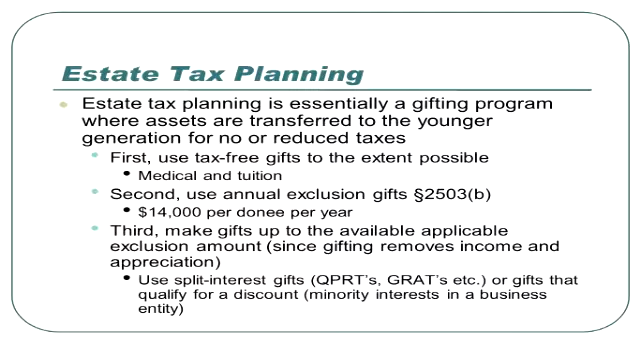 Estate Tax Planning
Estate tax planning is essentially a gifting program
where assets are transferred to the younger
generation for no or reduced taxes
First, use tax-free gifts to the extent possible
Medical and tuition
Second, use annual exclusion gifts §2503(b)
$14,000 per donee per year
Third, make gifts up to the available applicable
exclusion amount (since gifting removes income and
appreciation)
Use split-interest gifts (QPRT's, GRAT's etc.) or gifts that
qualify for a discount (minority interests in a business
entity)